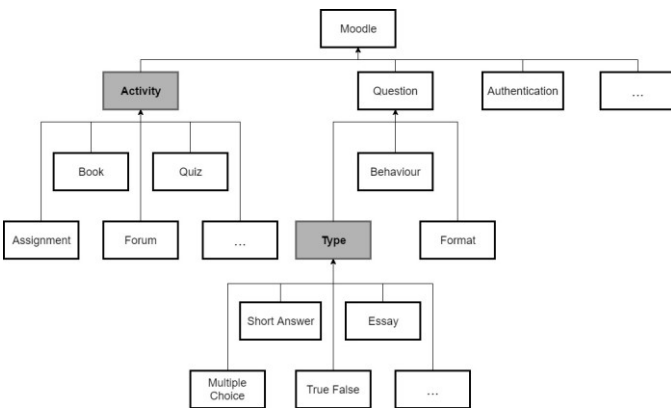 Moodle
Activity
Question
Authentication
...
Book
Quiz
Behaviour
Assignment
Forum
...
Type
Format
Short Answer
Essay
Multiple
Choice
True False
...